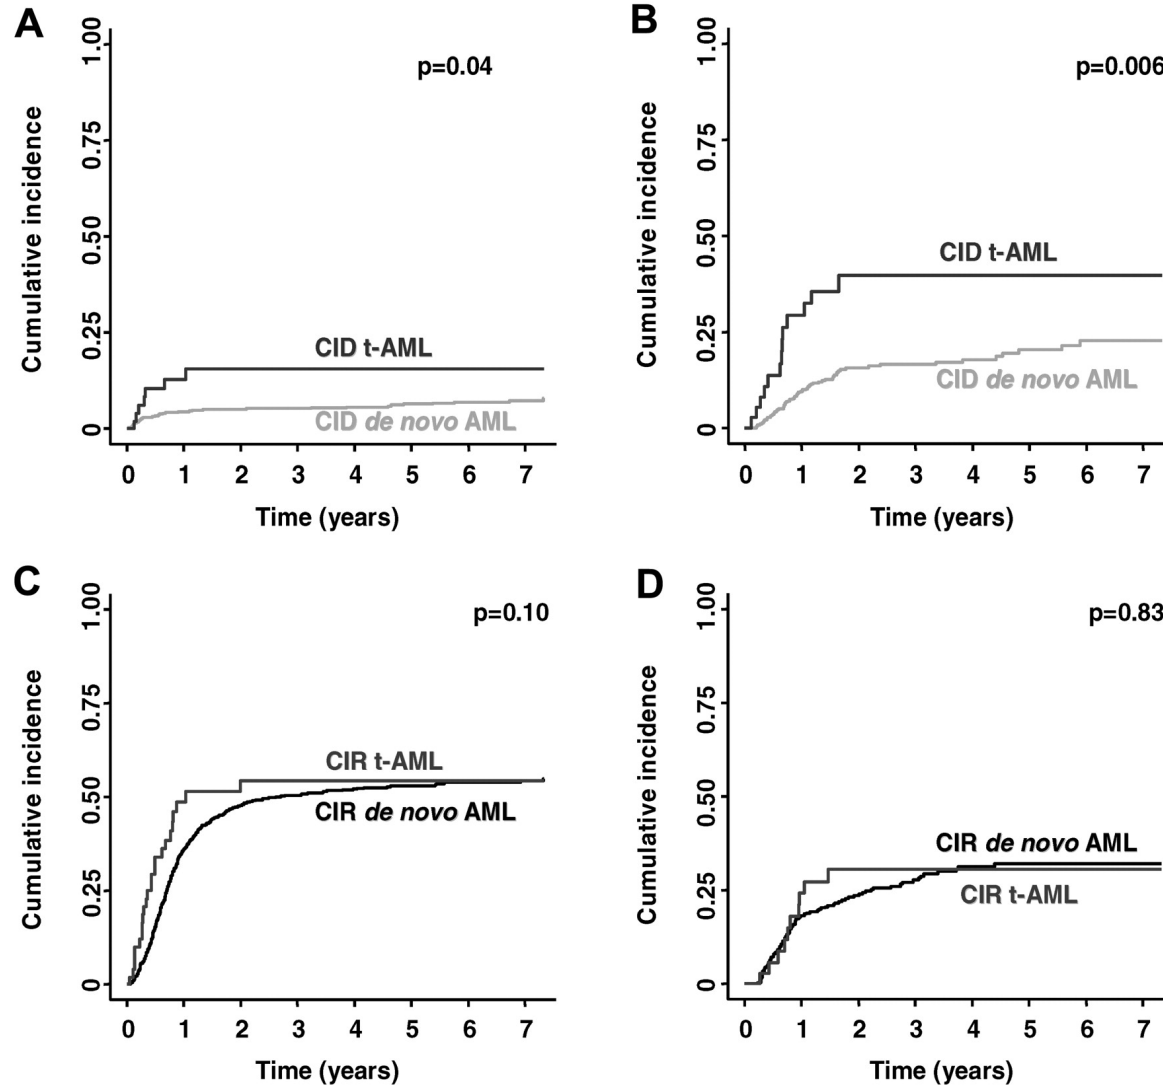 A
p=0.04
Cumulative incidence
1.00
0.75
0.50
0.25
0
CID t-AML
CID de novo AML
0 1 2 3 4 5 6 7
Time (years)
B
p=0.006
Cumulative incidence
1.00
0.75
0.50
0.25
0
CID t-AML
CID de novo AML
0 1 2 3 4 5 6 7
Time (years)
C
p=0.10
Cumulative incidence
1.00
0.75
0.50
0.25
0
CIR t-AML
CIR de novo AML
0 1 2 3 4 5 6 7
Time (years)
D
p=0.83
Cumulative incidence
1.00
0.75
0.50
0.25
0
CIR de novo AML
CIR t-AML
0 1 2 3 4 5 6 7
Time (years)